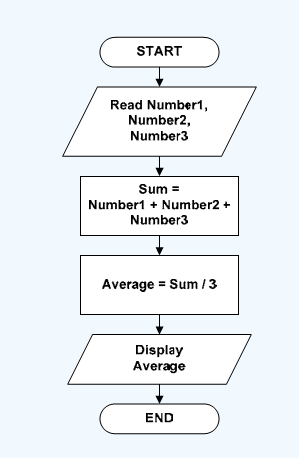 START
Read Number1,
Number2,
Number3
Sum =
Number1 + Number2 +
Number3
Average = Sum / 3
Display
Average
END